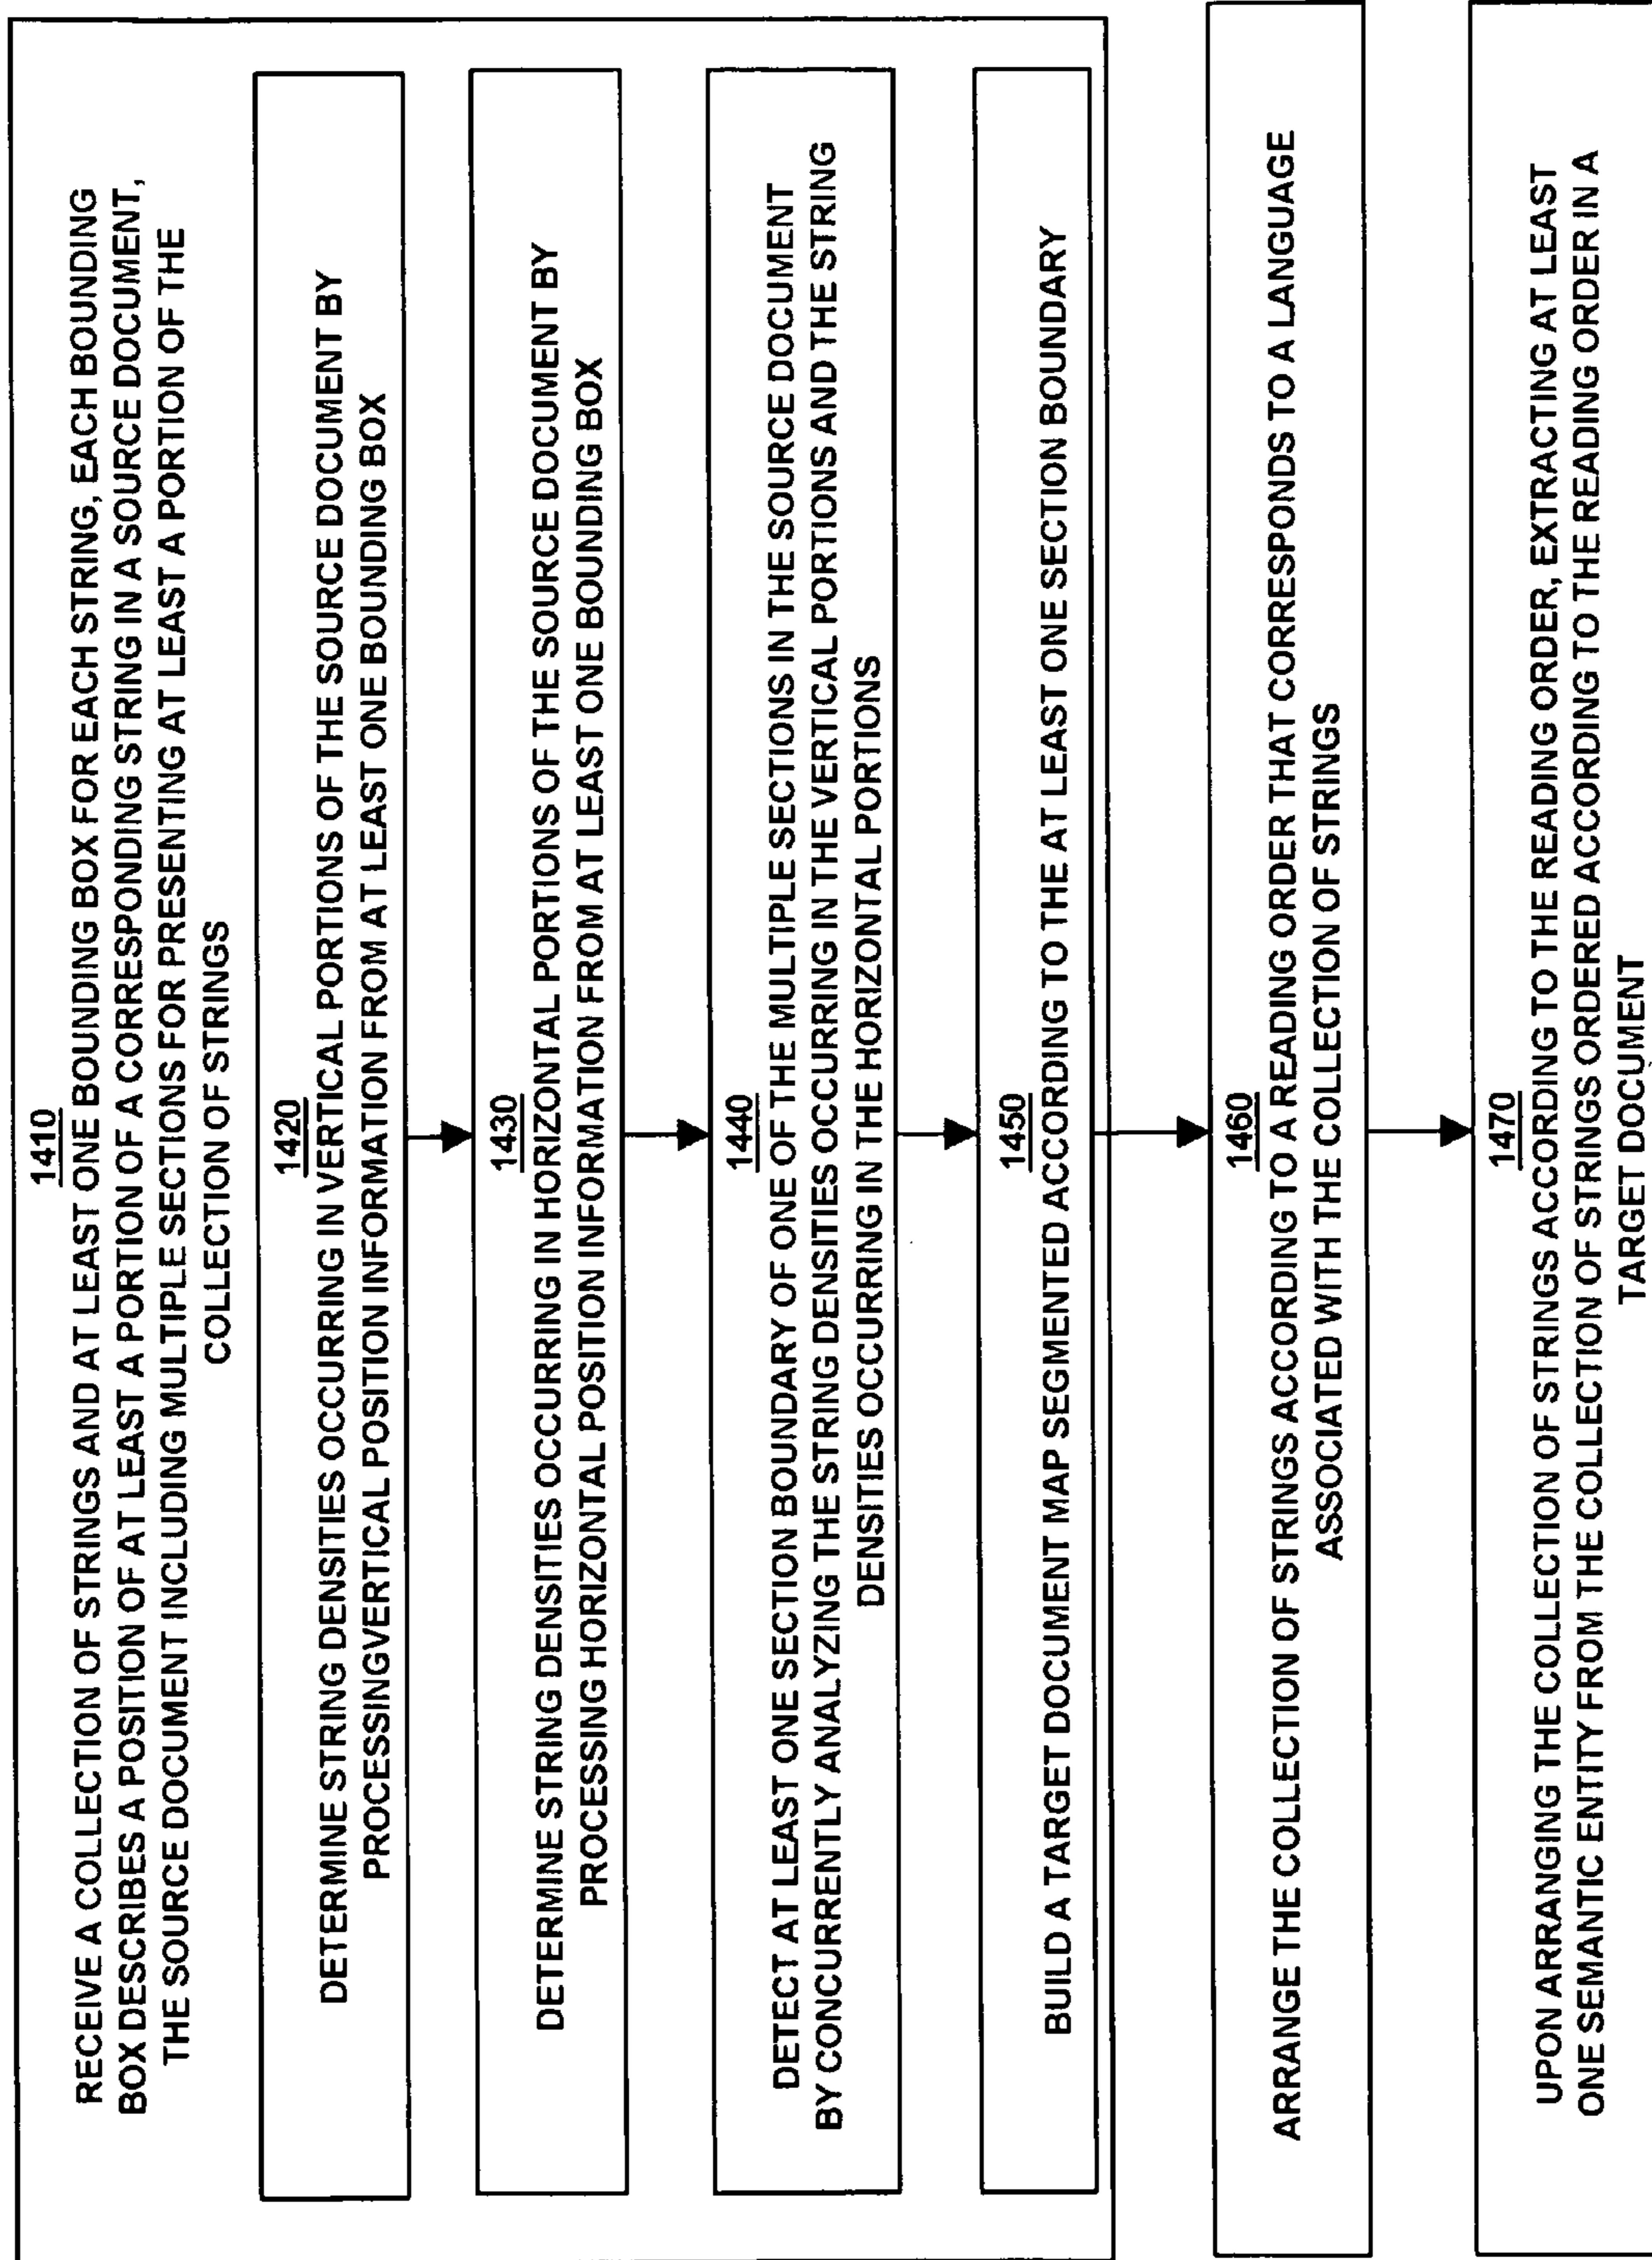 1410
RECEIVE A COLLECTION OF STRINGS AND AT LEAST ONE BOUNDING BOX FOR EACH STRING, EACH BOUNDING
BOX DESCRIBES A POSITION OF AT LEAST A PORTION OF A CORRESPONDING STRING IN A SOURCE DOCUMENT,
THE SOURCE DOCUMENT INCLUDING MULTIPLE SECTIONS FOR PRESENTING AT LEAST A PORTION OF THE
COLLECTION OF STRINGS
1420
DETERMINE STRING DENSITIES OCCURRING IN VERTICAL PORTIONS OF THE SOURCE DOCUMENT BY
PROCESSINGVERTICAL POSITION INFORMATION FROM AT LEAST ONE BOUNDING BOX
1430
DETERMINE STRING DENSITIES OCCURRING IN HORIZONTAL PORTIONS OF THE SOURCE DOCUMENT BY
PROCESSING HORIZONTAL POSITION INFORMATION FROM AT LEAST ONE BOUNDING BOX
1440
DETECT AT LEAST ONE SECTION BOUNDARY OF ONE OF THE MULTIPLE SECTIONS IN THE SOURCE DOCUMENT
BY CONCURRENTLY ANALYZING THE STRING DENSITIES OCCURRING IN THE VERTICAL PORTIONS AND THE STRING
DENSITIES OCCURRING IN THE HORIZONTAL PORTIONS
1450
BUILD A TARGET DOCUMENT MAP SEGMENTED ACCORDING TO THE AT LEAST ONE SECTION BOUNDARY
1460
ARRANGE THE COLLECTION OF STRINGS ACCORDING TO A READING ORDER THAT CORRESPONDS TO A LANGUAGE
ASSOCIATED WITH THE COLLECTION OF STRINGS
1470
UPON ARRANGING THE COLLECTION OF STRINGS ACCORDING TO THE READING ORDER, EXTRACTING AT LEAST
ONE SEMANTIC ENTITY FROM THE COLLECTION OF STRINGS ORDERED ACCORDING TO THE READING ORDER IN A
TARGET DOCUMENT